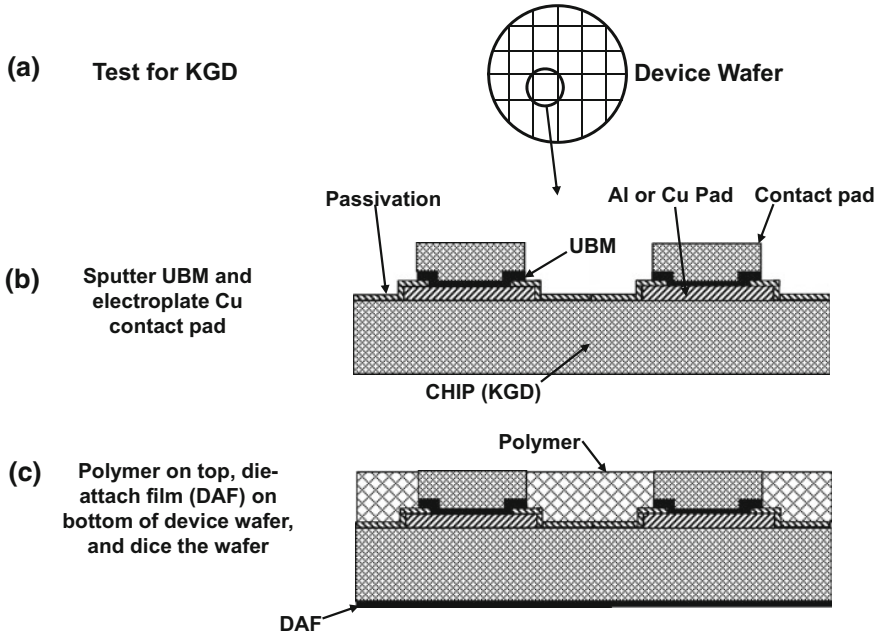 (a)
Test for KGD
Device Wafer
Passivation
Al or Cu Pad
Contact pad
UBM
(b)
Sputter UBM and
electroplate Cu
contact pad
CHIP (KGD)
Polymer
(c)
Polymer on top, die-
attach film (DAF) on
bottom of device wafer,
and dice the wafer
DAF